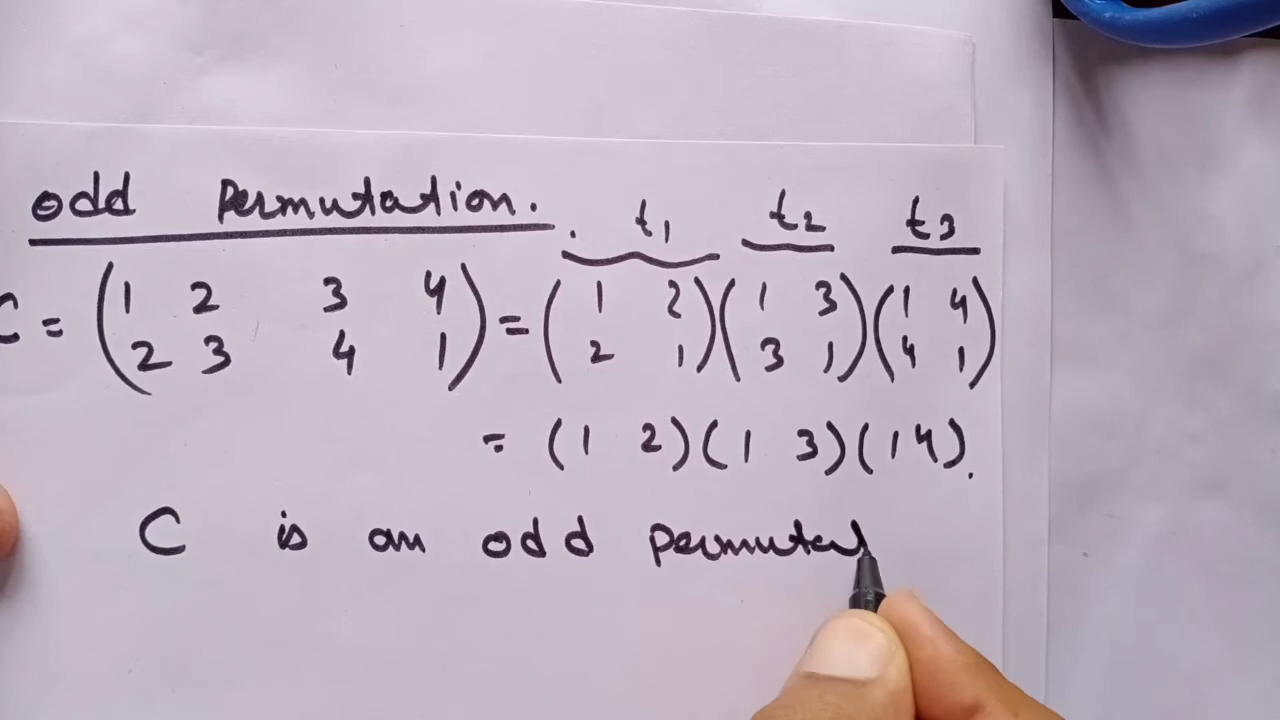 odd Permutation.
. t1 t2 t3
C = (1 2 3 4) = (1 2)(1 3)(1 4)
(2 3 4 1) (2 1)(3 1)(4 1)
= (1 2)(1 3)(1 4).
C is an odd permutat